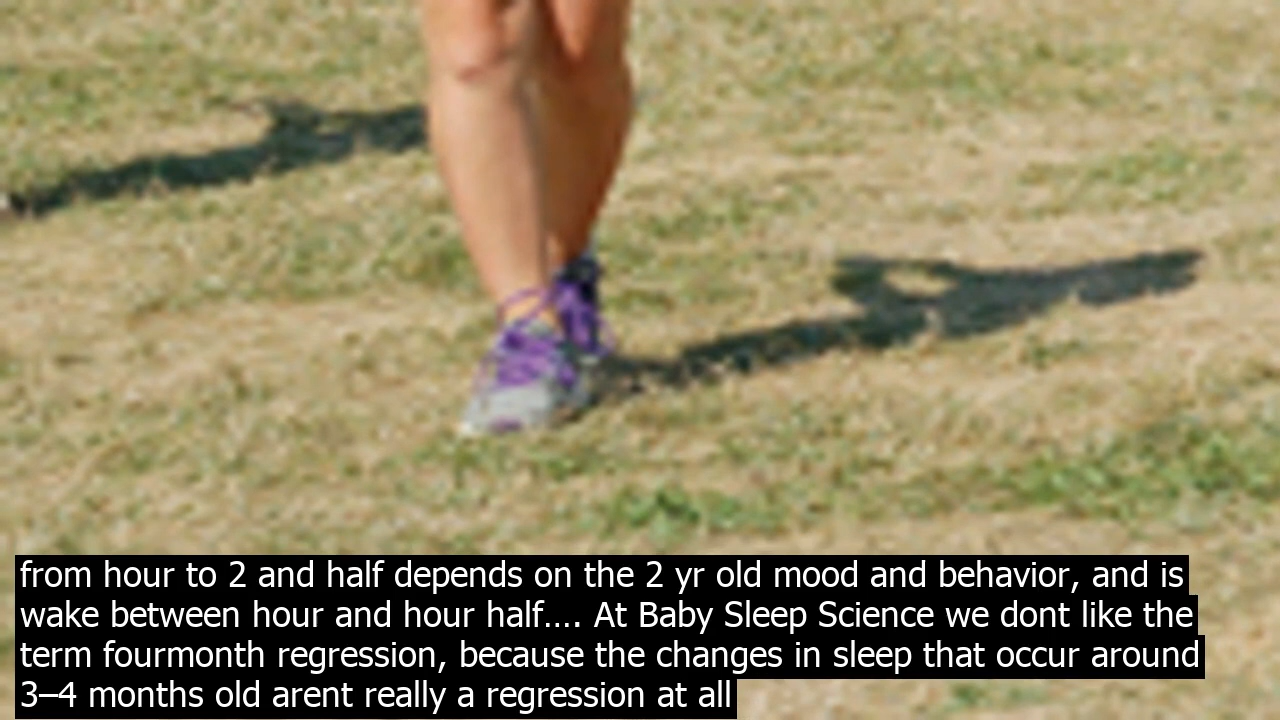 from hour to 2 and half depends on the 2 yr old mood and behavior, and is
wake between hour and hour half.... At Baby Sleep Science we dont like the
term fourmonth regression, because the changes in sleep that occur around
3–4 months old arent really a regression at all